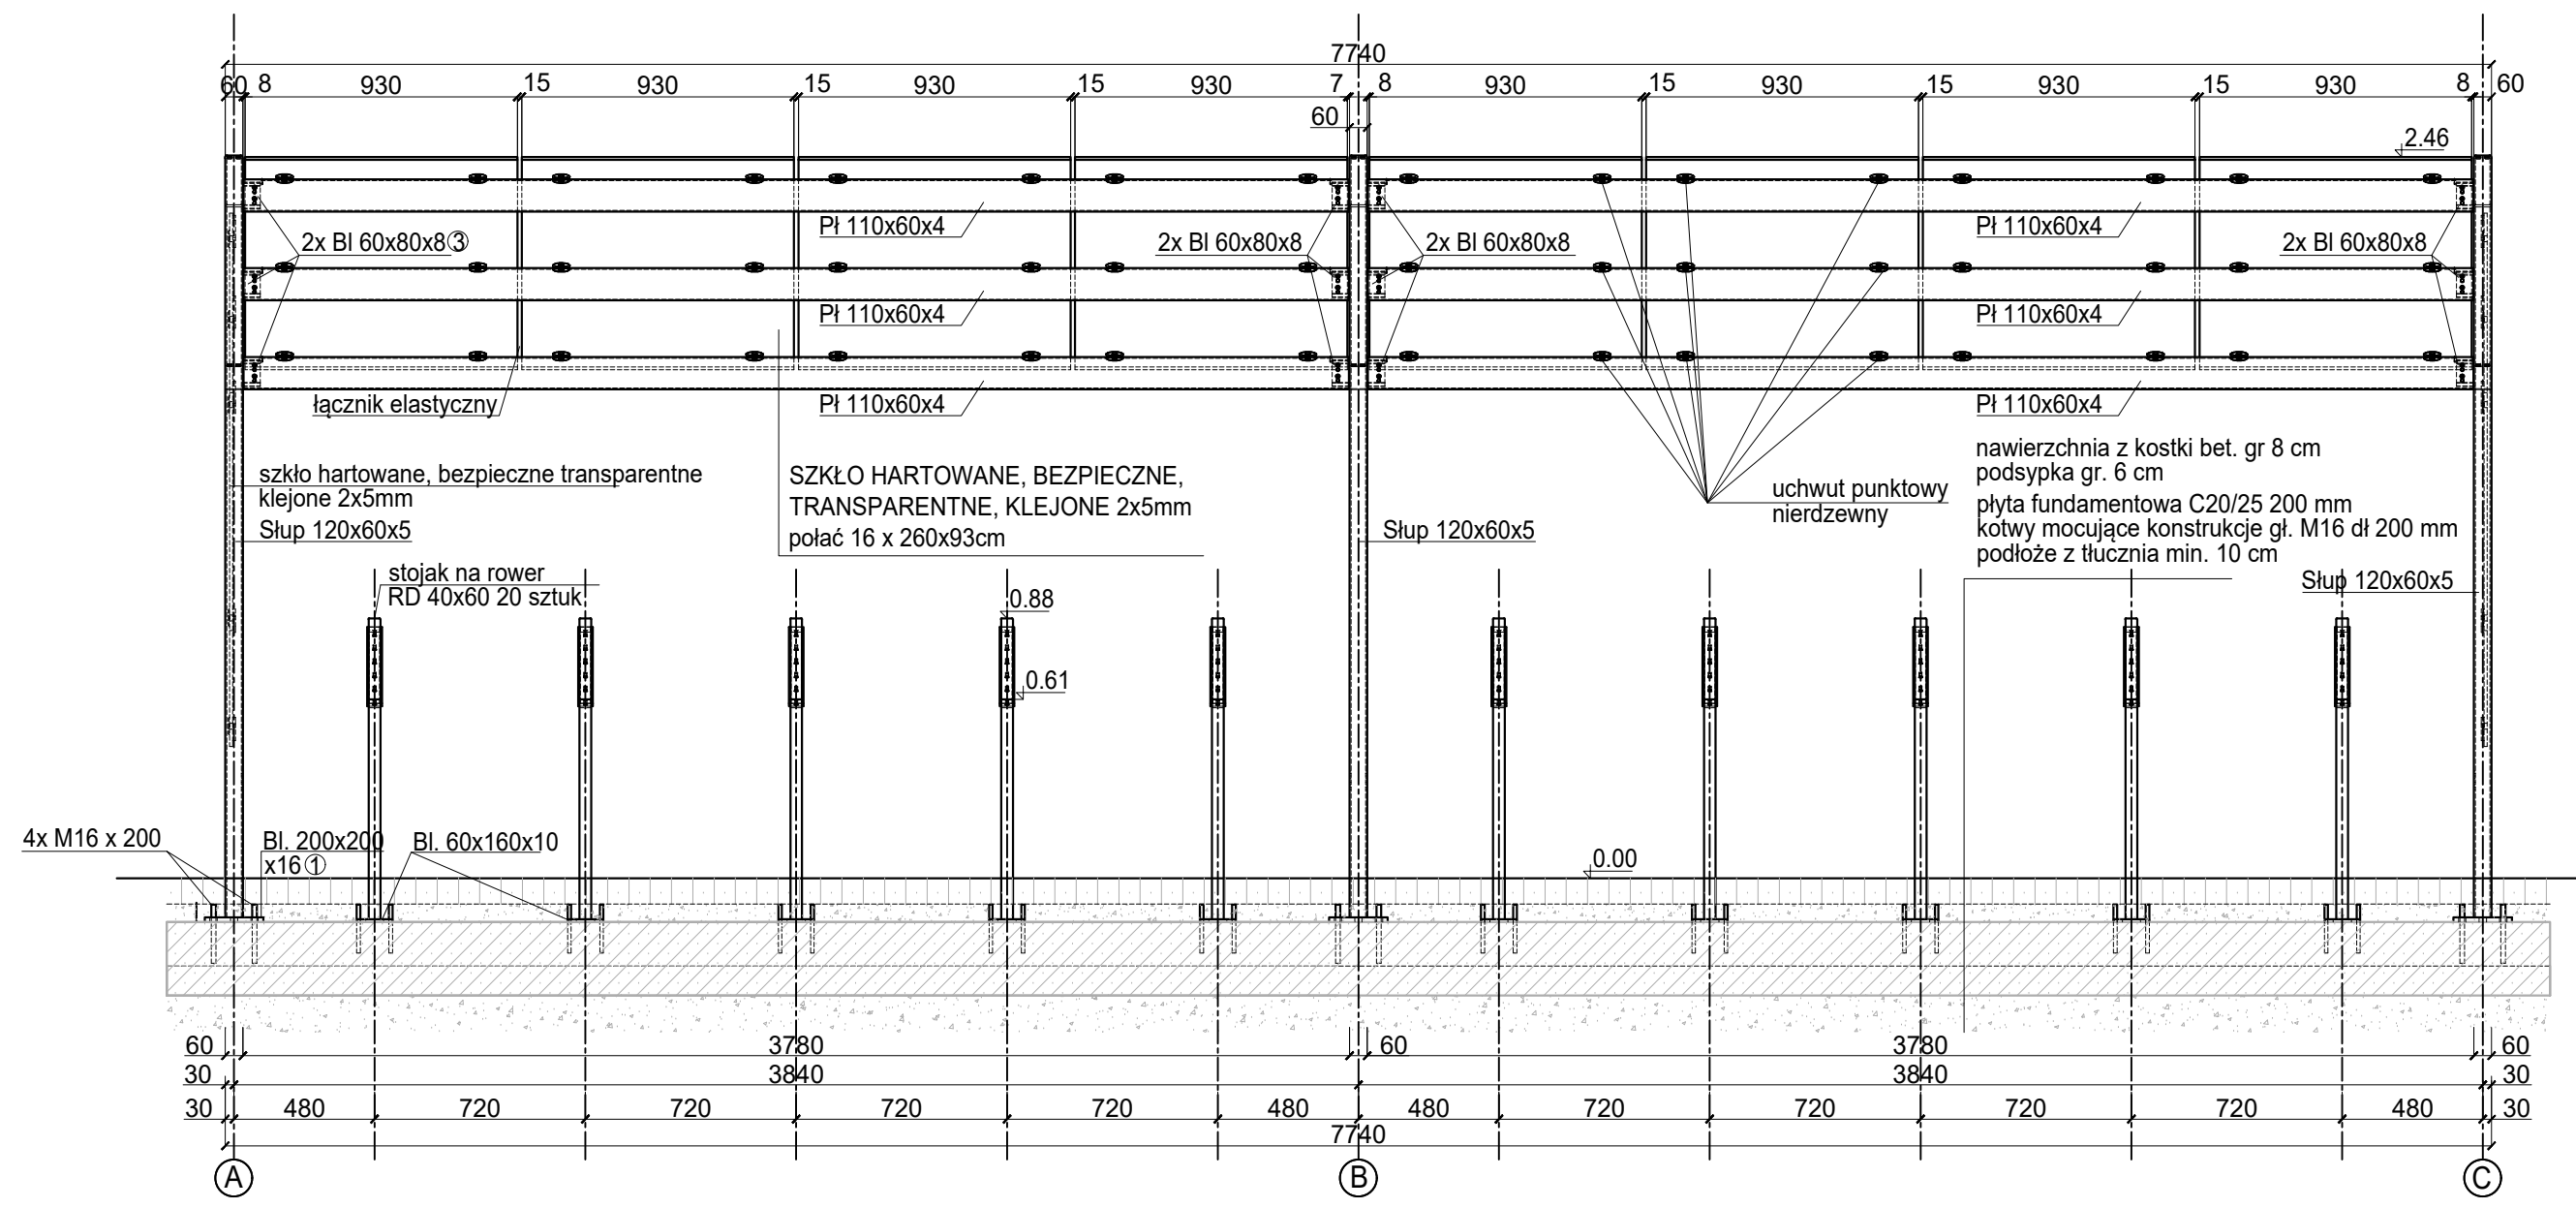 7740
60 8 930 15 930 15 930 15 930 7 8 930 15 930 15 930 15 930 8 60
60
2.46
Pł 110x60x4 Pł 110x60x4
2x Bl 60x80x8③ 2x Bl 60x80x8 2x Bl 60x80x8 2x Bl 60x80x8
Pł 110x60x4 Pł 110x60x4
łącznik elastyczny Pł 110x60x4 Pł 110x60x4
szkło hartowane, bezpieczne transparentne
klejone 2x5mm
Słup 120x60x5
SZKŁO HARTOWANE, BEZPIECZNE,
TRANSPARENTNE, KLEJONE 2x5mm
połać 16 x 260x93cm
Słup 120x60x5
uchwut punktowy
nierdzewny
nawierzchnia z kostki bet. gr 8 cm
podsypka gr. 6 cm
płyta fundamentowa C20/25 200 mm
kotwy mocujące konstrukcje gł. M16 dł 200 mm
podłoże z tłucznia min. 10 cm
Słup 120x60x5
stojak na rower
RD 40x60 20 sztuk
0.88
0.61
4x M16 x 200
Bl. 200x200
x16①
Bl. 60x160x10
0.00
60 3780 60 3780 60
30 3840 3840 30
30 480 720 720 720 720 480 480 720 720 720 720 480 30
7740
A B C